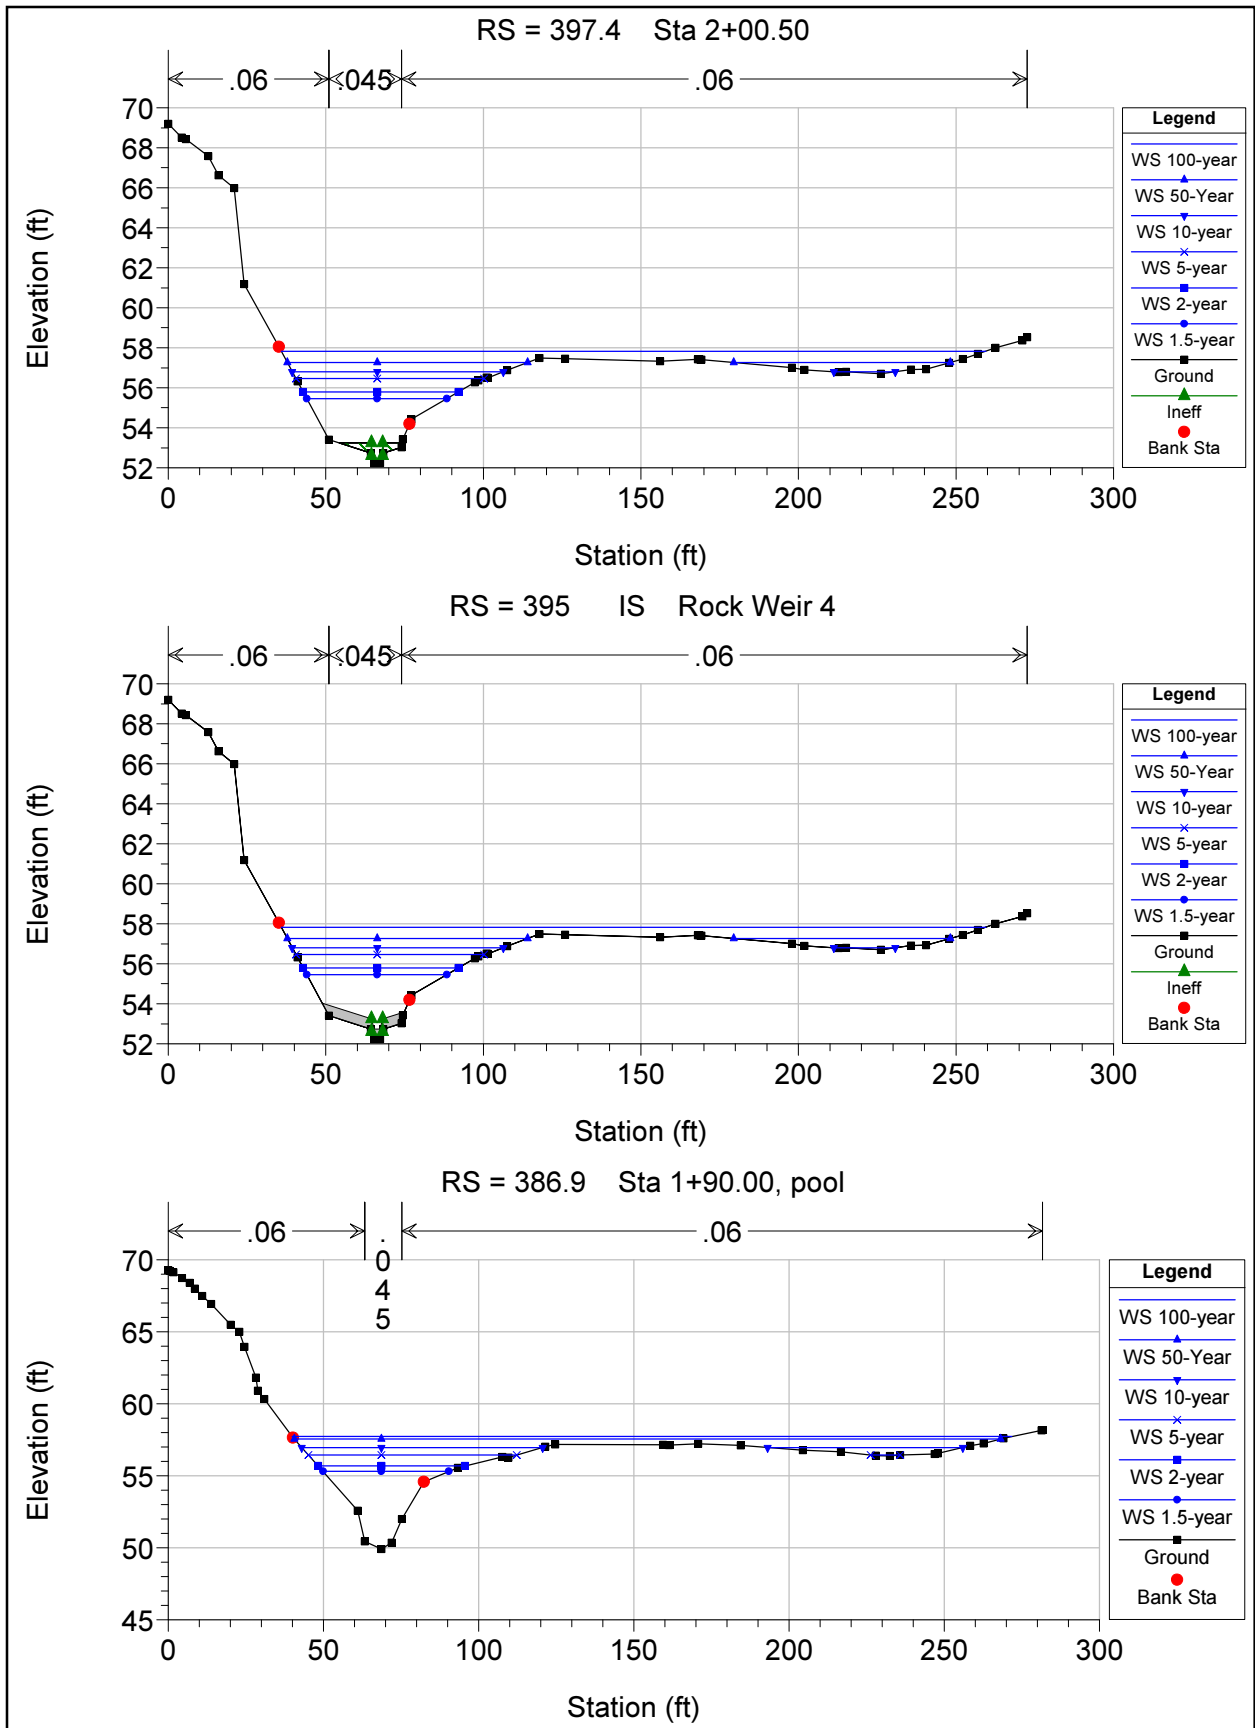 RS = 397.4 Sta 2+00.50
.06 .045 .06
70
68
66
64
62
60
58
56
54
52
Elevation (ft)
0 50 100 150 200 250 300
Station (ft)
Legend
WS 100-year
WS 50-Year
WS 10-year
WS 5-year
WS 2-year
WS 1.5-year
Ground
Ineff
Bank Sta
RS = 395 IS Rock Weir 4
.06 .045 .06
70
68
66
64
62
60
58
56
54
52
Elevation (ft)
0 50 100 150 200 250 300
Station (ft)
Legend
WS 100-year
WS 50-Year
WS 10-year
WS 5-year
WS 2-year
WS 1.5-year
Ground
Ineff
Bank Sta
RS = 386.9 Sta 1+90.00, pool
.06 .045 .06
70
65
60
55
50
45
Elevation (ft)
0 50 100 150 200 250 300
Station (ft)
Legend
WS 100-year
WS 50-Year
WS 10-year
WS 5-year
WS 2-year
WS 1.5-year
Ground
Bank Sta